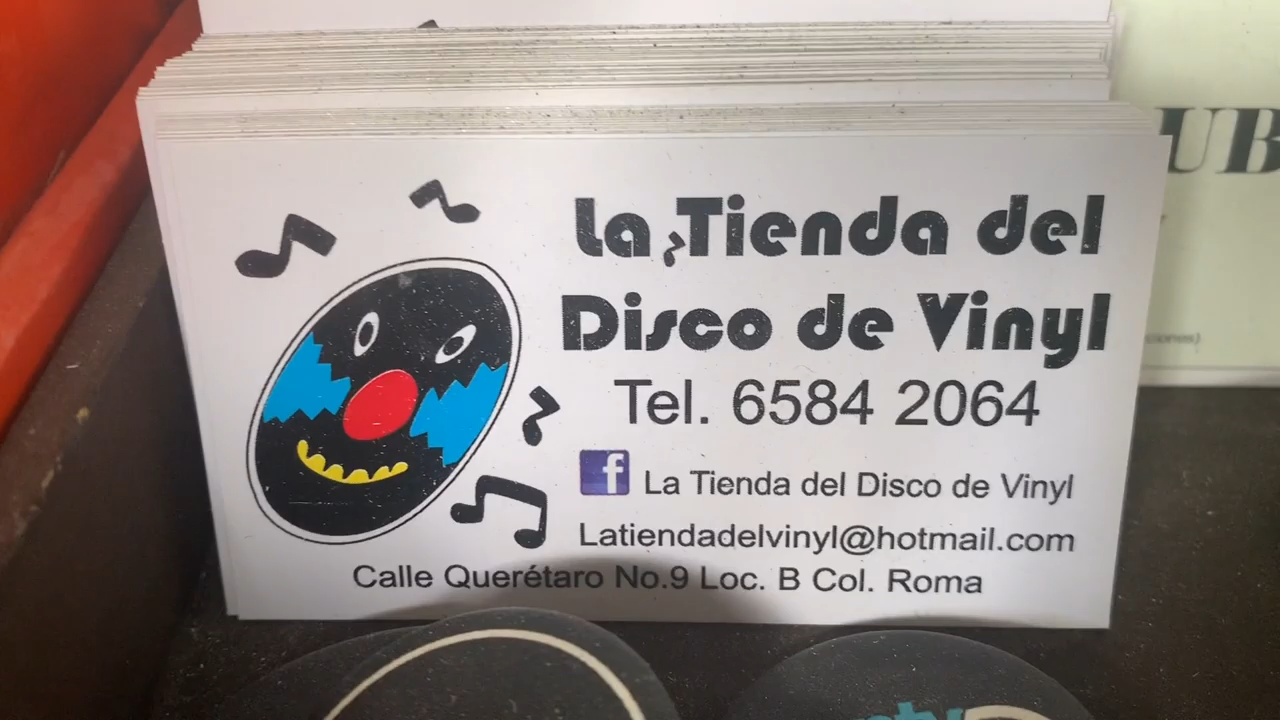 La Tienda del
Disco de Vinyl
Tel. 6584 2064
f La Tienda del Disco de Vinyl
Latiendadelvinyl@hotmail.com
Calle Querétaro No.9 Loc. B Col. Roma
UB